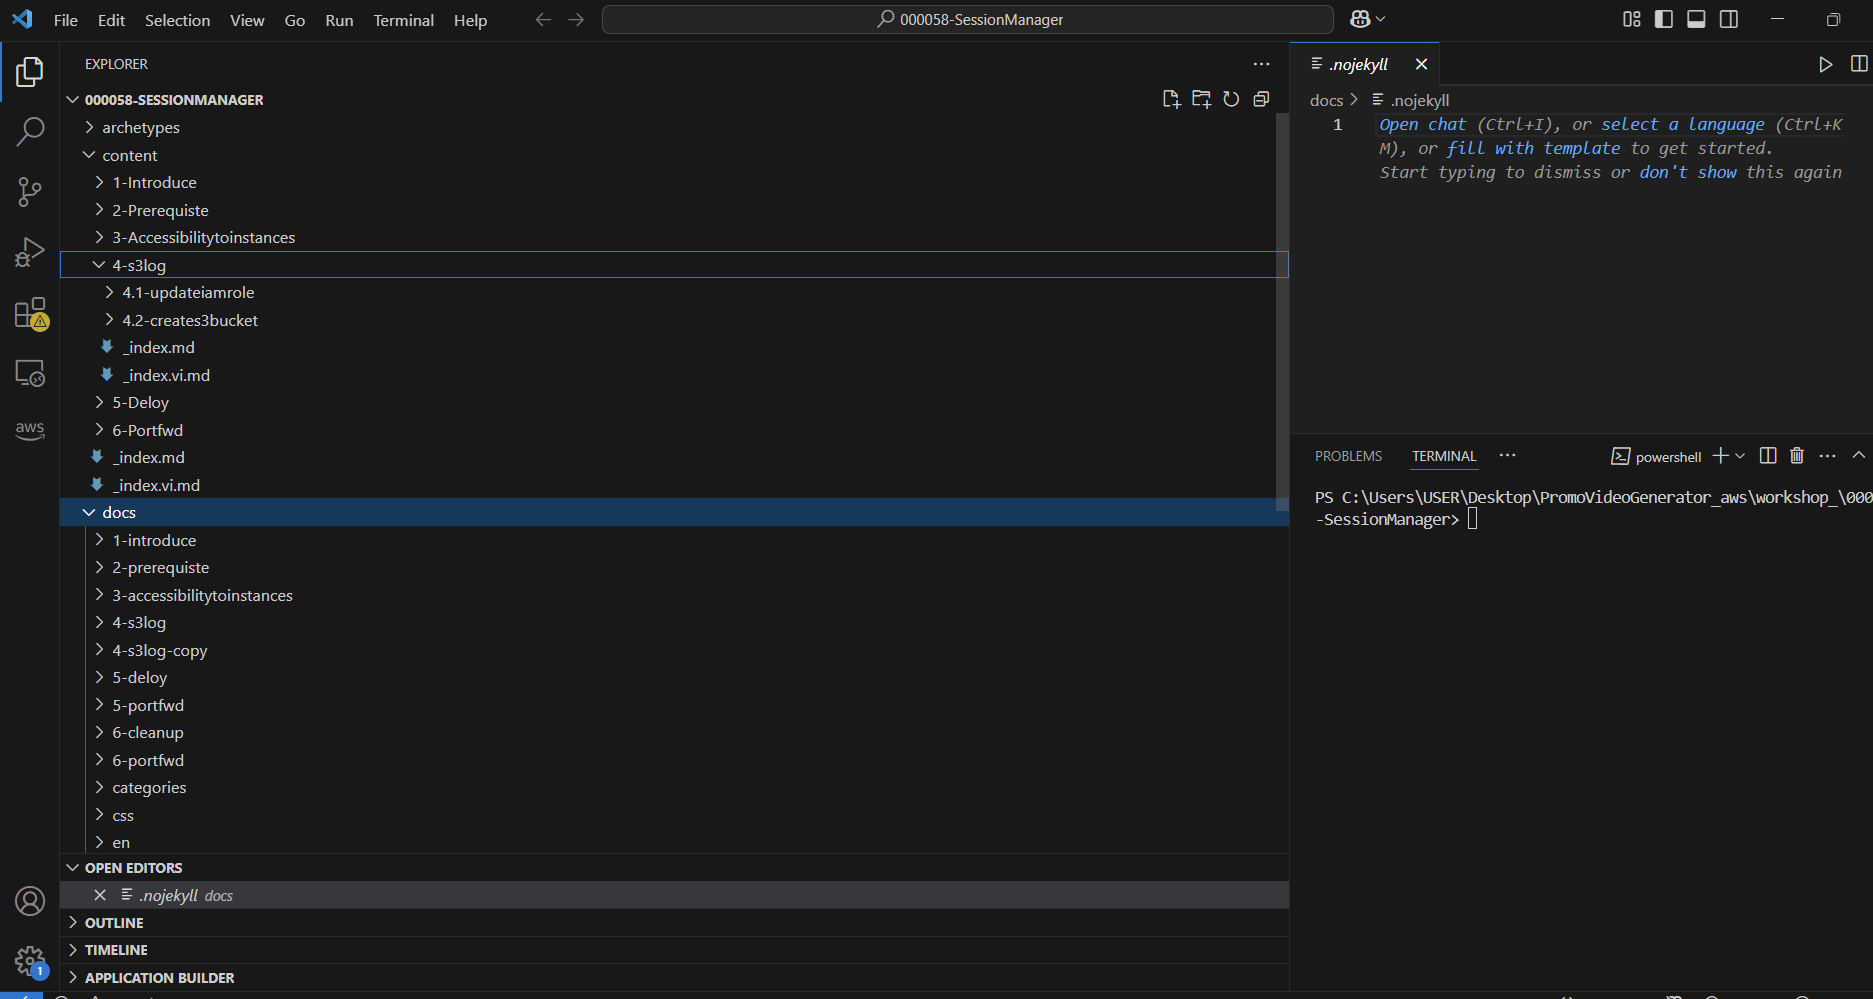 File Edit Selection View Go Run Terminal Help
000058-SessionManager
EXPLORER
000058-SESSIONMANAGER
archetypes
content
1-Introduce
2-Prerequiste
3-Accessibilitytoinstances
4-s3log
4.1-updateiamrole
4.2-creates3bucket
_index.md
_index.vi.md
5-Deloy
6-Portfwd
_index.md
_index.vi.md
docs
1-introduce
2-prerequiste
3-accessibilitytoinstances
4-s3log
4-s3log-copy
5-deloy
5-portfwd
6-cleanup
6-portfwd
categories
css
en
OPEN EDITORS
.nojekyll docs
OUTLINE
TIMELINE
APPLICATION BUILDER
aws
1
.nojekyll
docs > .nojekyll
1 Open chat (Ctrl+I), or select a language (Ctrl+K
M), or fill with template to get started.
Start typing to dismiss or don't show this again
PROBLEMS TERMINAL
powershell
PS C:\Users\USER\Desktop\PromoVideoGenerator_aws\workshop_\000
-SessionManager>